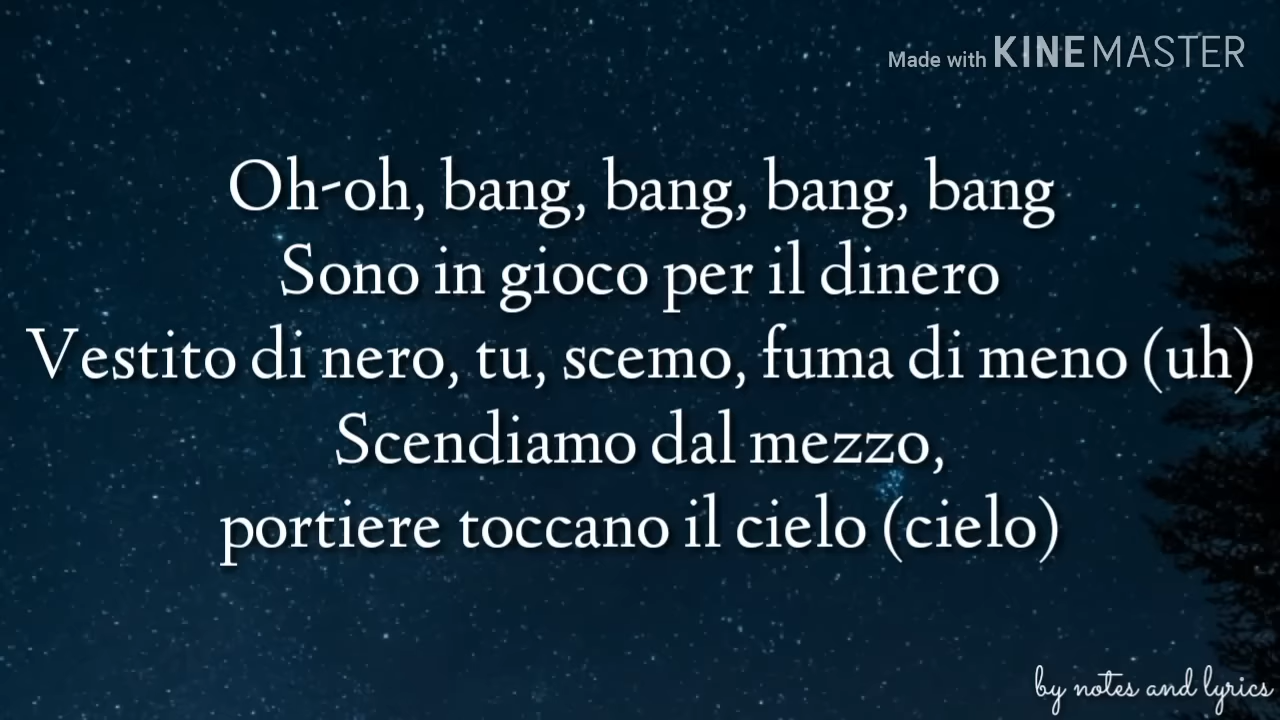 Made with KINEMASTER
Oh-oh, bang, bang, bang, bang
Sono in gioco per il dinero
Vestito di nero, tu, scemo, fuma di meno (uh)
Scendiamo dal mezzo,
portiere toccano il cielo (cielo)
by notes and lyrics